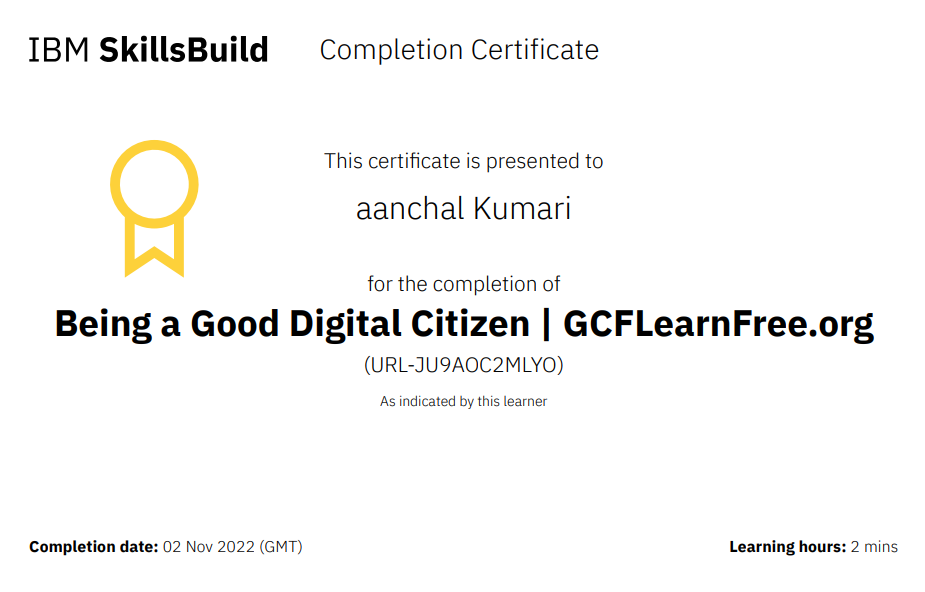 IBM SkillsBuild Completion Certificate
This certificate is presented to
aanchal Kumari
for the completion of
Being a Good Digital Citizen | GCFLearnFree.org
(URL-JU9AOC2MLYO)
As indicated by this learner
Completion date: 02 Nov 2022 (GMT) Learning hours: 2 mins